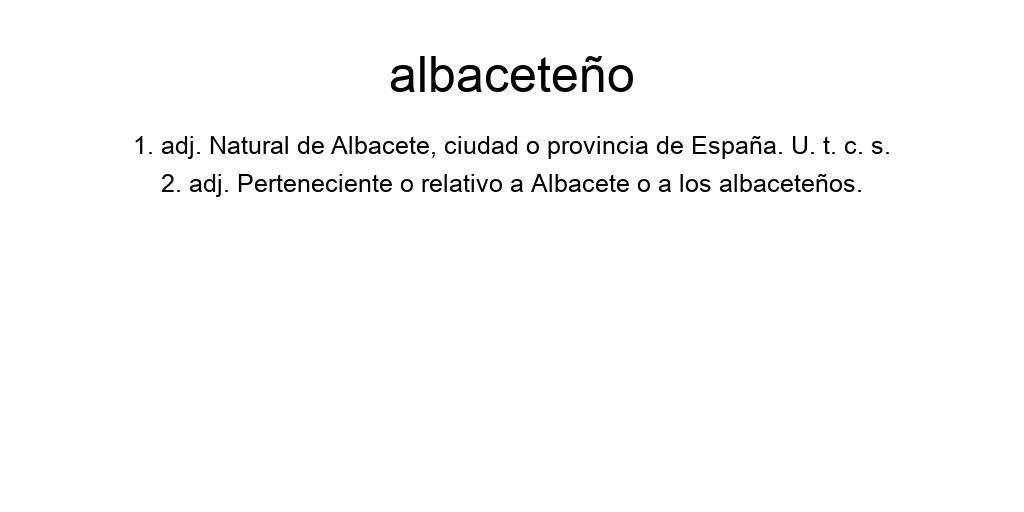 albaceteño
1. adj. Natural de Albacete, ciudad o provincia de España. U. t. c. s.
2. adj. Perteneciente o relativo a Albacete o a los albaceteños.